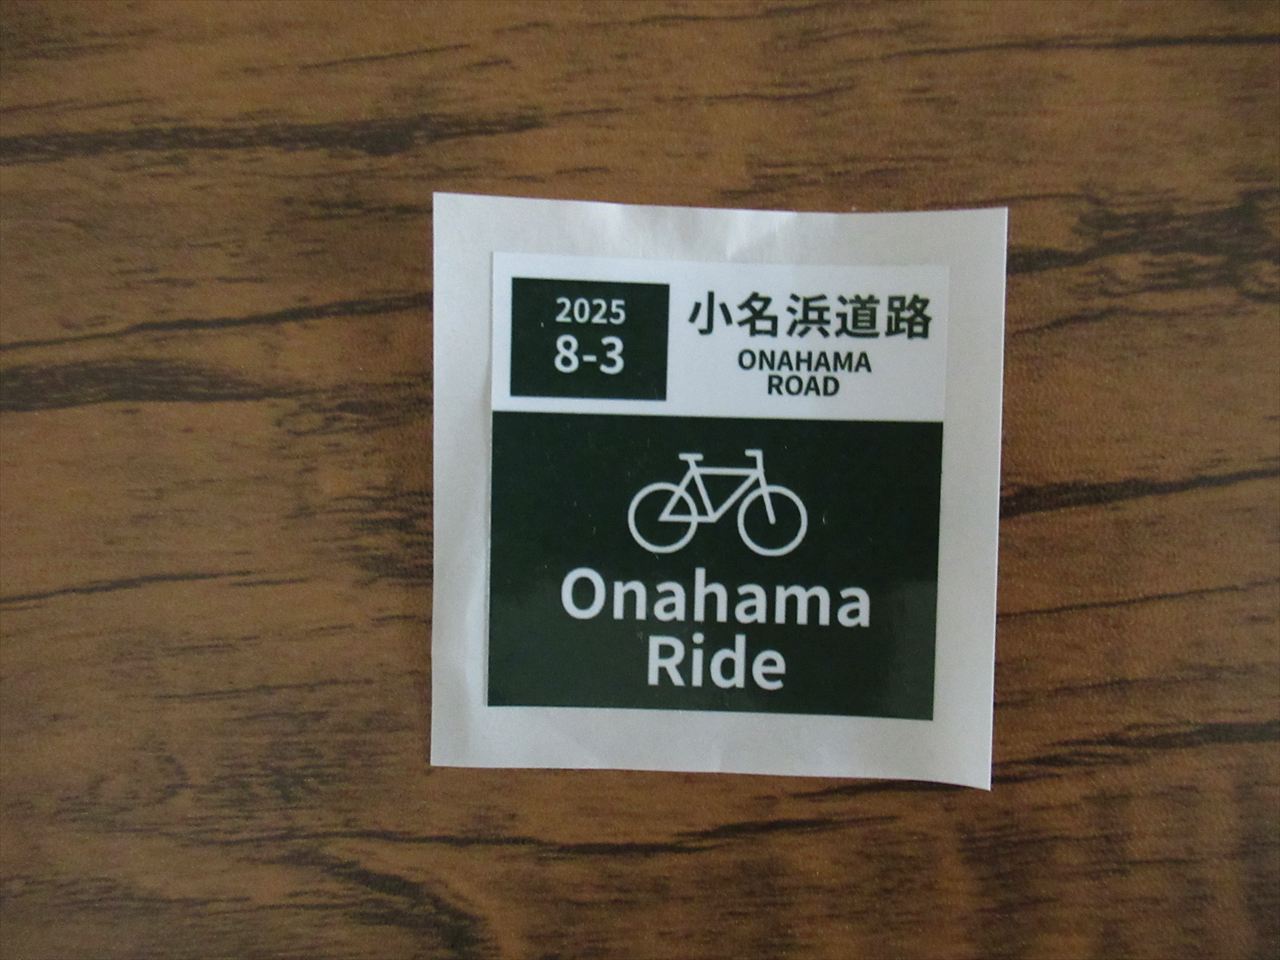 2025
8-3
小名浜道路
ONAHAMA
ROAD
Onahama
Ride